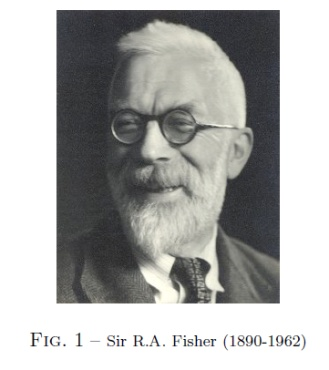 FIG. 1 – Sir R.A. Fisher (1890-1962)